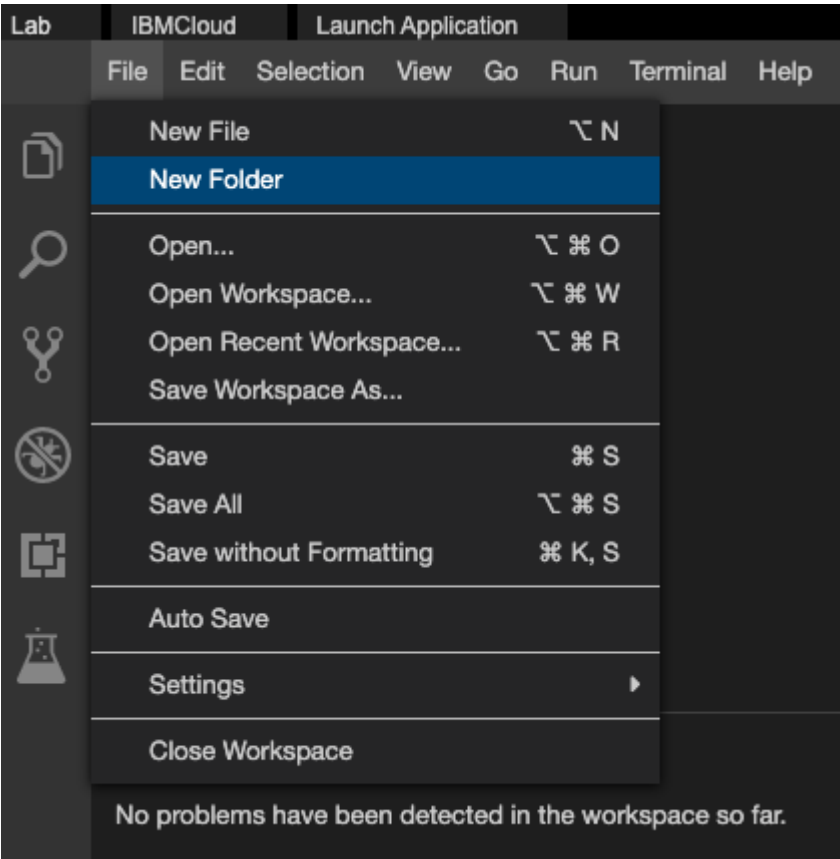 Lab IBMCloud Launch Application
File Edit Selection View Go Run Terminal Help
New File ⌥ N
New Folder
Open... ⌥ ⌘ O
Open Workspace... ⌥ ⌘ W
Open Recent Workspace... ⌥ ⌘ R
Save Workspace As...
Save ⌘ S
Save All ⌥ ⌘ S
Save without Formatting ⌘ K, S
Auto Save
Settings
Close Workspace
No problems have been detected in the workspace so far.